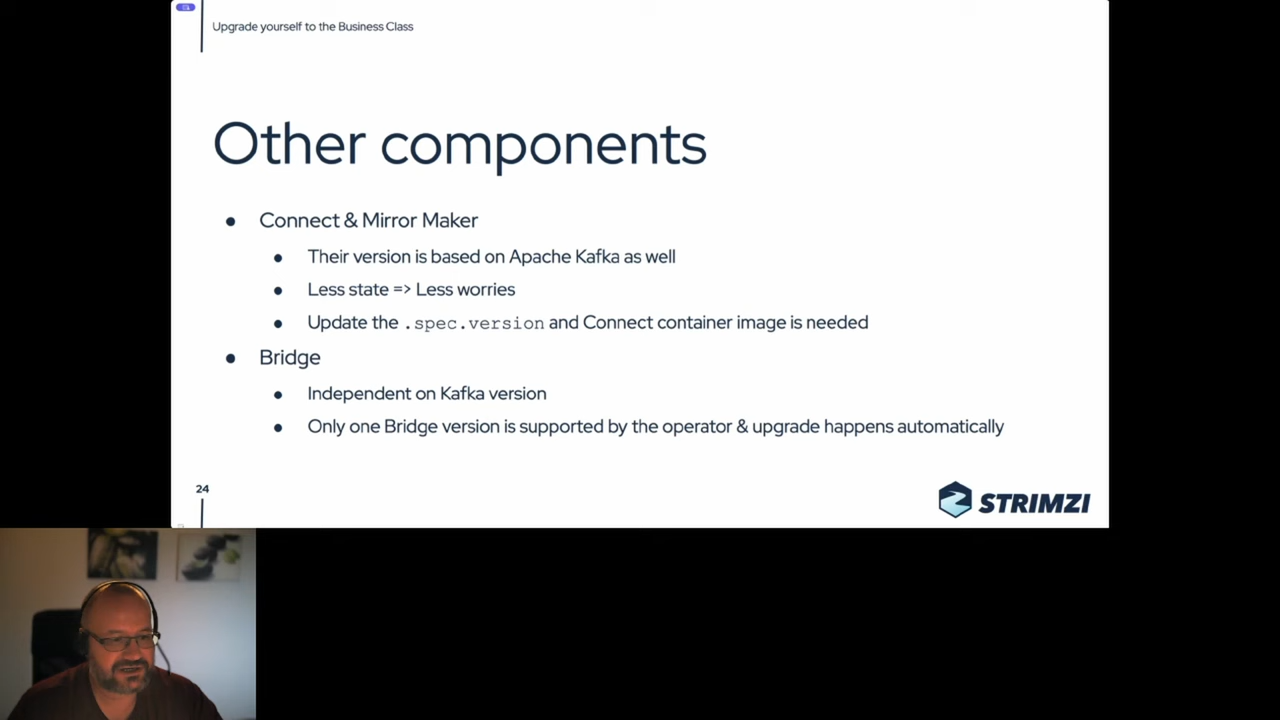 Upgrade yourself to the Business Class
Other components
Connect & Mirror Maker
Their version is based on Apache Kafka as well
Less state => Less worries
Update the .spec.version and Connect container image is needed
Bridge
Independent on Kafka version
Only one Bridge version is supported by the operator & upgrade happens automatically
24
STRIMZI